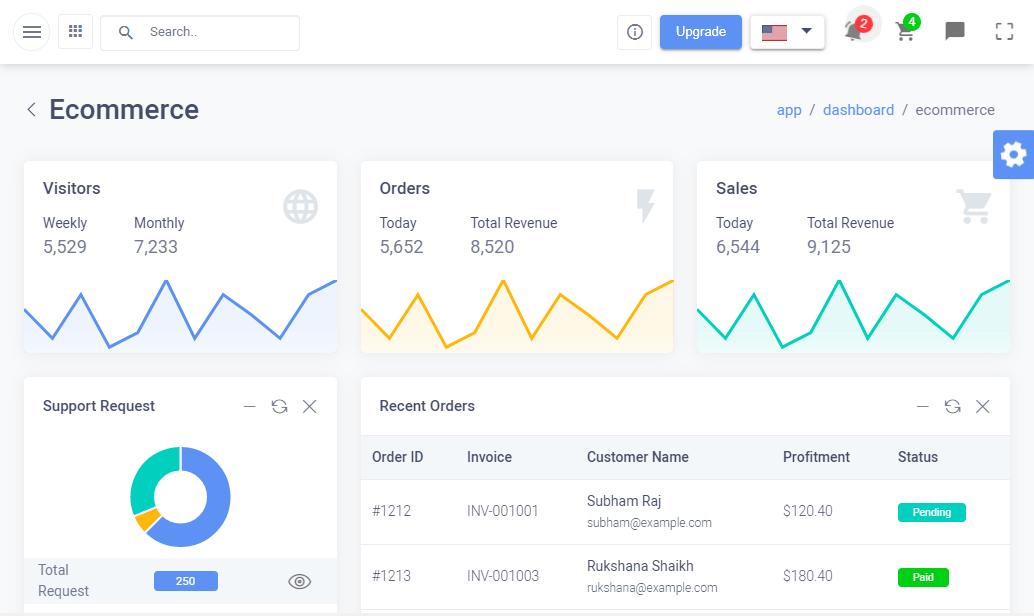 Search..
Upgrade
2
4
Ecommerce
app / dashboard / ecommerce
Visitors
Weekly Monthly
5,529 7,233
Orders
Today Total Revenue
5,652 8,520
Sales
Today Total Revenue
6,544 9,125
Support Request
Total
Request
250
Recent Orders
Order ID Invoice Customer Name Profitment Status
#1212 INV-001001 Subham Raj $120.40 Pending
subham@example.com
#1213 INV-001003 Rukshana Shaikh $180.40 Paid
rukshana@example.com